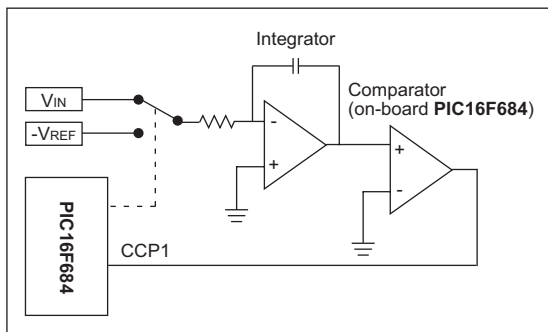 Integrator
VIN
-VREF
Comparator
(on-board PIC16F684)
-
+
+
-
PIC16F684
CCP1